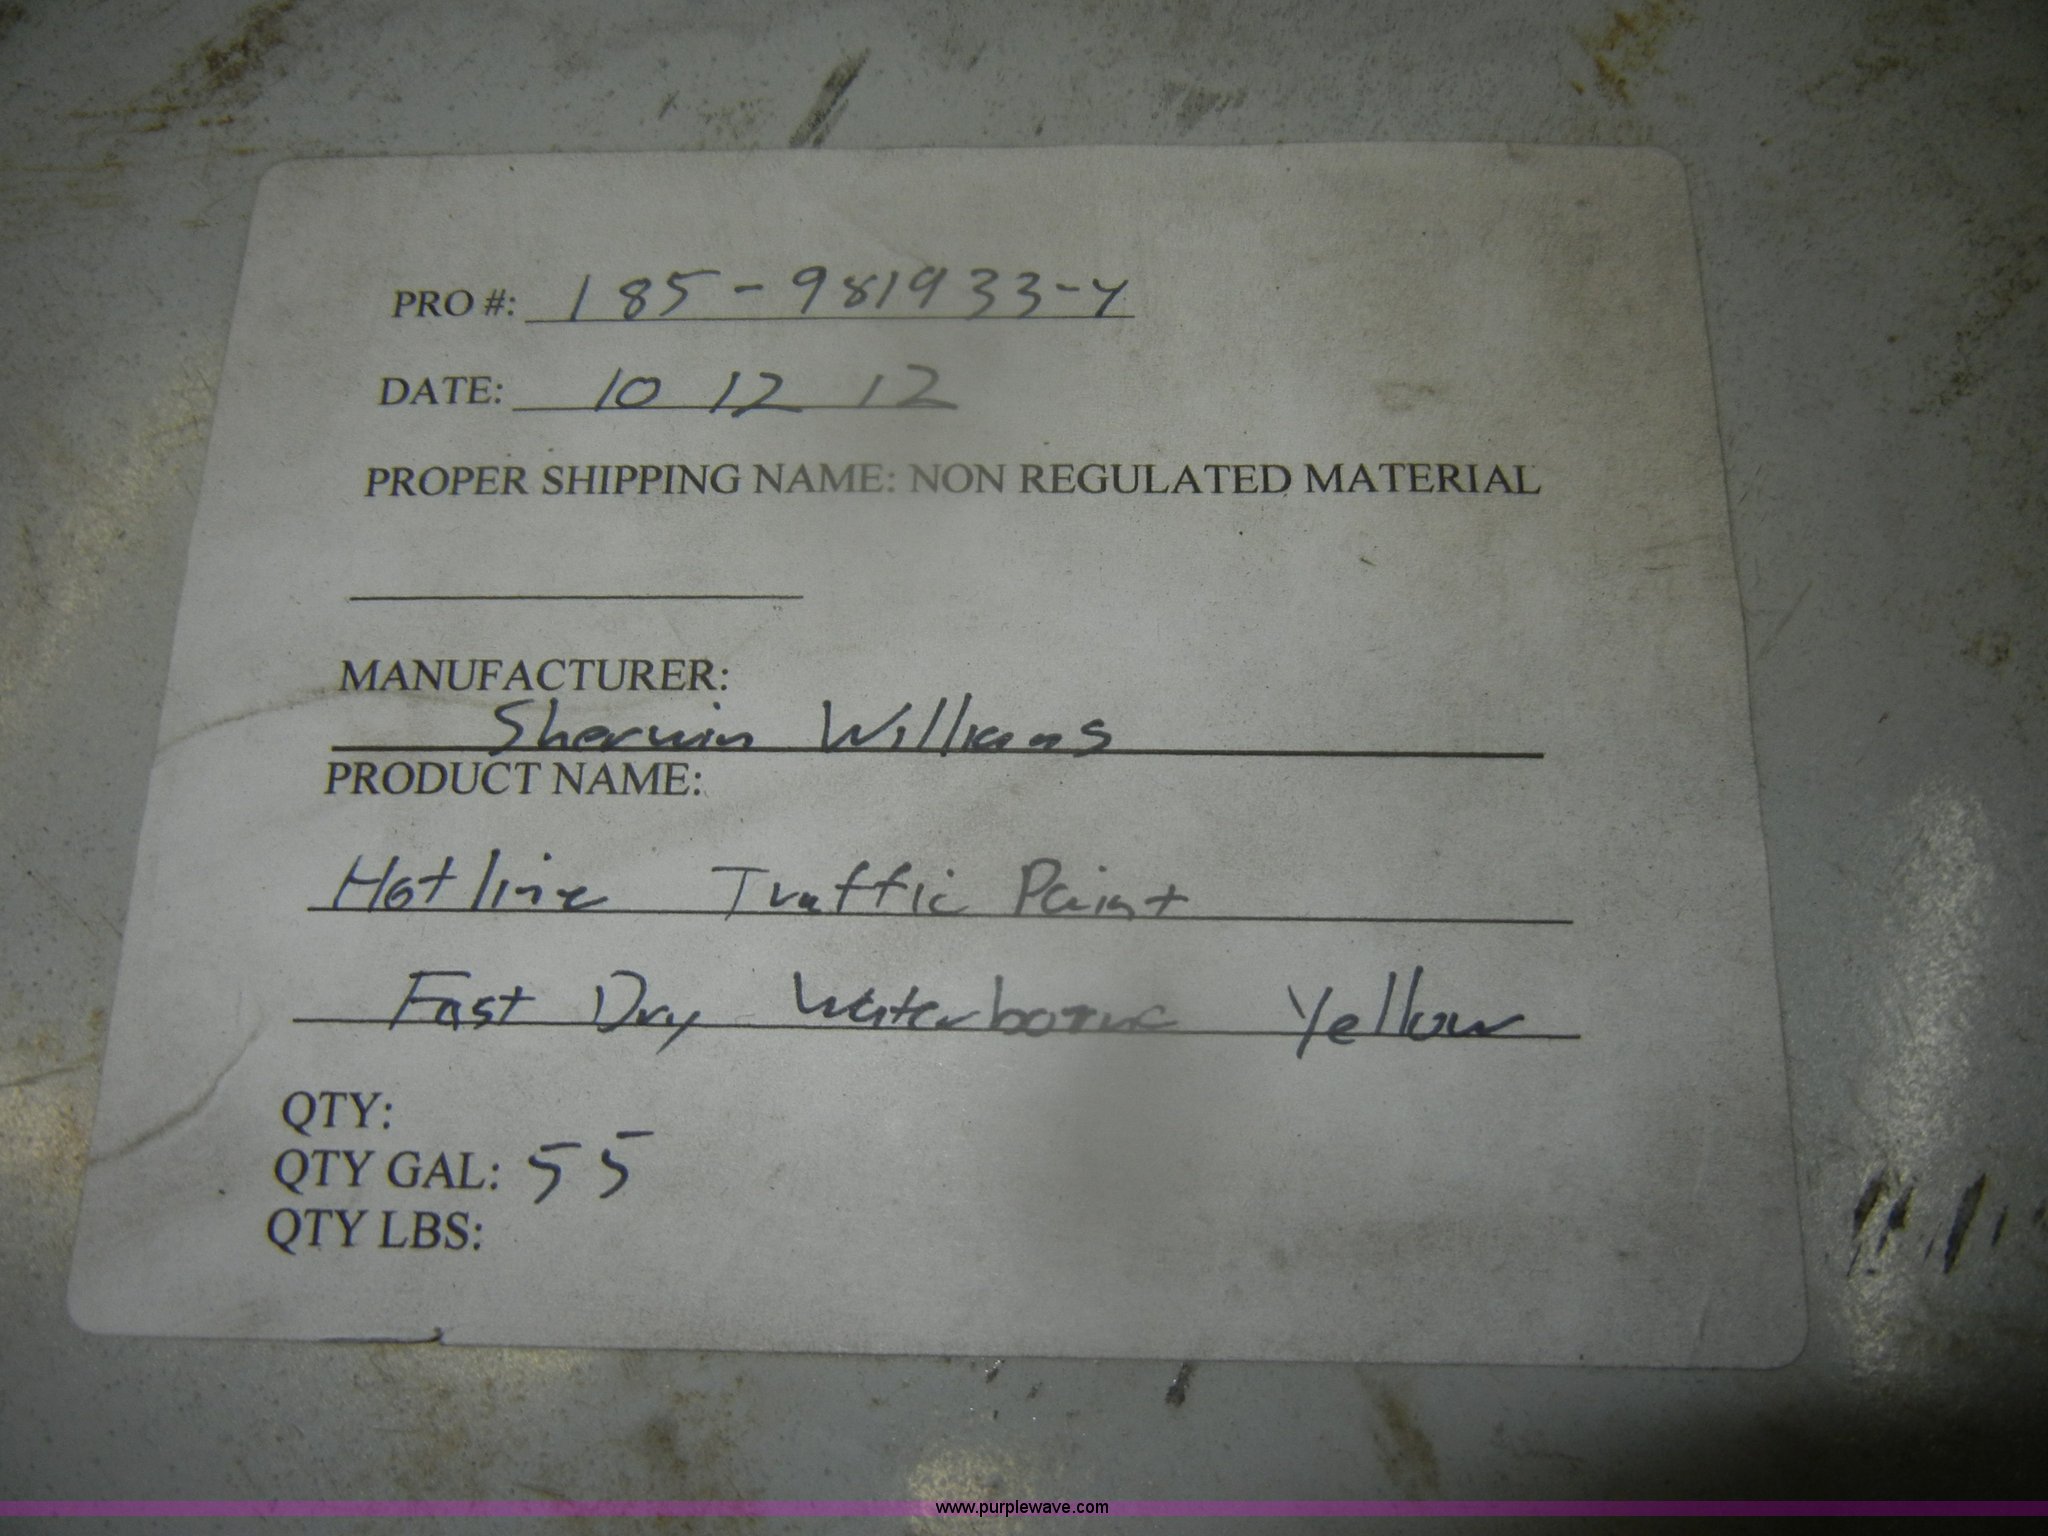 PRO #: 185-981933-Y
DATE: 10 12 12
PROPER SHIPPING NAME: NON REGULATED MATERIAL
MANUFACTURER:
Sherwin Williams
PRODUCT NAME:
Hotline Traffic Paint
Fast Dry Waterborne Yellow
QTY:
QTY GAL: 55
QTY LBS:
www.purplewave.com